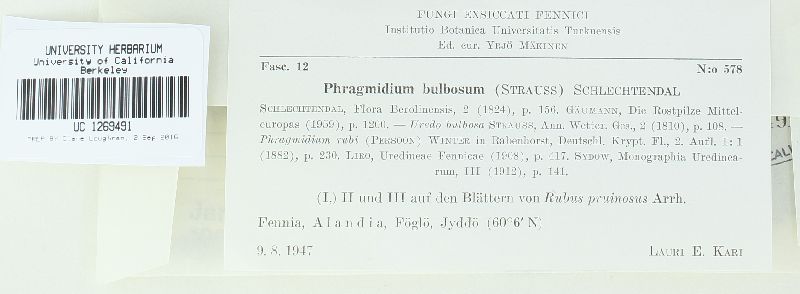 UNIVERSITY HERBARIUM
University of California
Berkeley
UC 1269491
FUNGI EXSICCATI FENNICI
Institutio Botanica Universitatis Turkuensis
Ed. cur. YRJÖ MÄKINEN
Fasc. 12 N:o 578
Phragmidium bulbosum (STRAUSS) SCHLECHTENDAL
SCHLECHTENDAL, Flora Berolinensis, 2 (1824), p. 156. GÄUMANN, Die Rostpilze Mittel-
europas (1959), p. 1200. — Uredo bulbosa STRAUSS, Ann. Wetter. Ges., 2 (1810), p. 108. —
Phragmidium rubi (PERSOON) WINTER in Rabenhorst, Deutschl. Krypt. Fl., 2. Aufl. 1: I
(1882), p. 230. LIRO, Uredineae Fennicae (1908), p. 417. SYDOW, Monographia Uredinea-
rum, III (1912), p. 141.
(I.) II und III auf den Blättern von Rubus pruinosus Arrh.
Fennia, Alandia, Föglö, Jyddö (60°6′ N)
9. 8. 1947 LAURI E. KARI